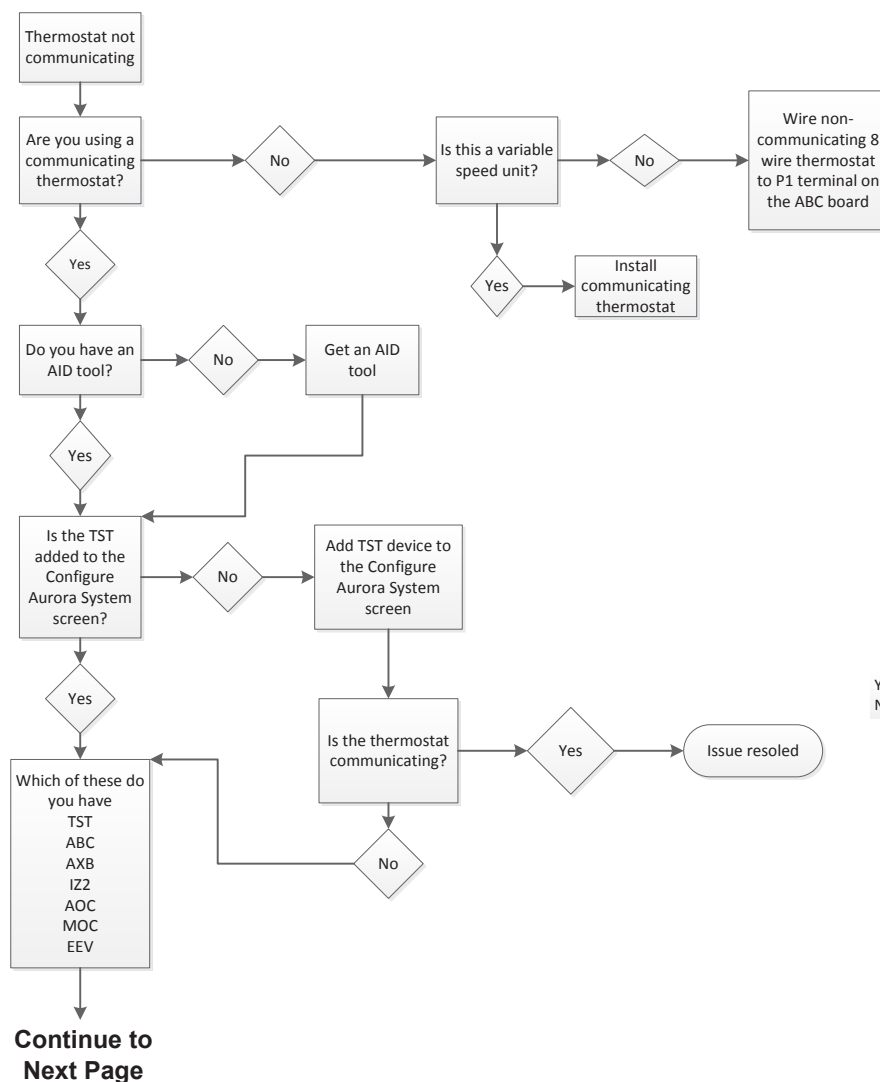 Thermostat not
communicating
Are you using a
communicating
thermostat?
No
Is this a variable
speed unit?
No
Wire non-
communicating 8
wire thermostat
to P1 terminal on
the ABC board
Yes
Yes
Install
communicating
thermostat
Do you have an
AID tool?
No
Get an AID
tool
Yes
Is the TST
added to the
Configure
Aurora System
screen?
No
Add TST device to
the Configure
Aurora System
screen
Yes
Is the thermostat
communicating?
Yes
Issue resoled
No
Which of these do
you have
TST
ABC
AXB
IZ2
AOC
MOC
EEV
Continue to
Next Page